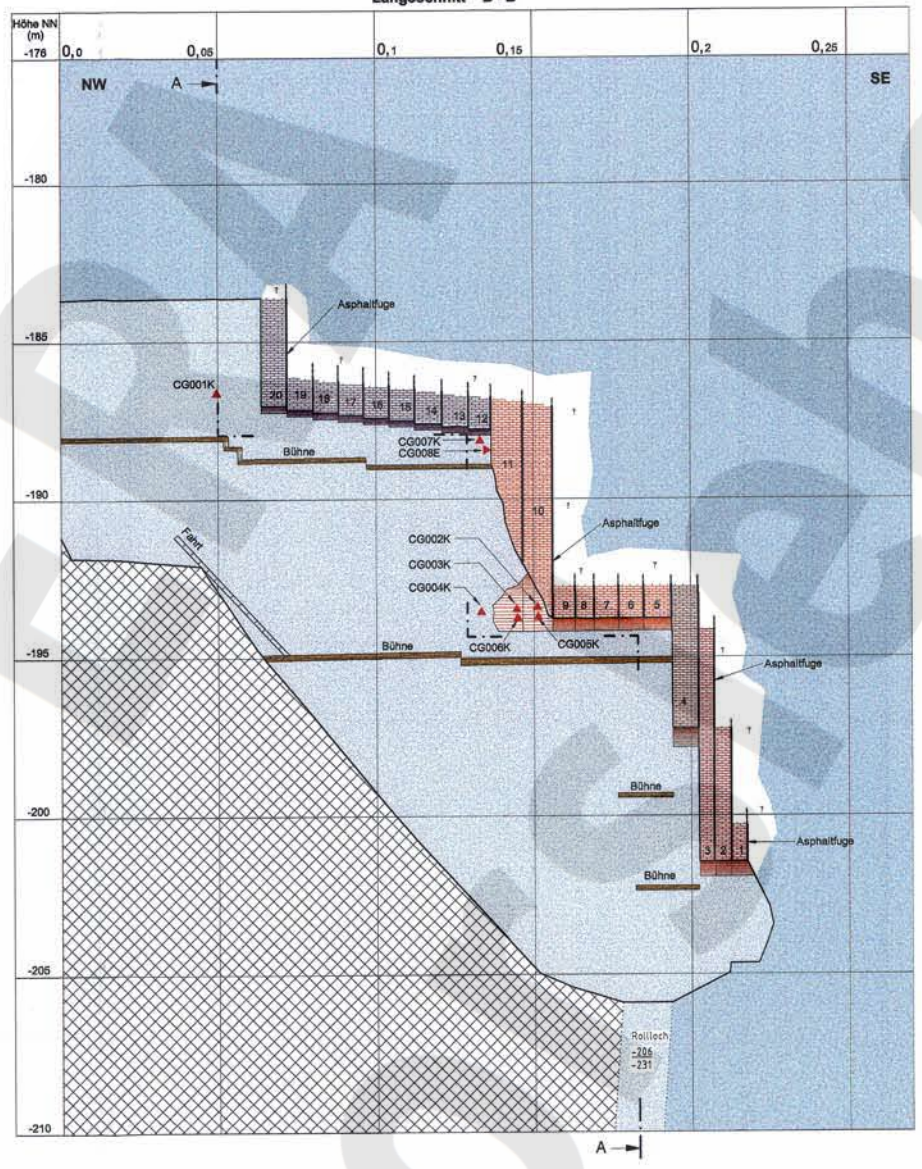 Längsschnitt B - B
Höhe NN
(m)
-176
0,0
0,05
0,1
0,15
0,2
0,25
NW
A
SE
-180
?
Asphaltfuge
-185
CG001K
?
?
20
19
18
17
16
15
14
13
12
CG007K
CG008E
Bühne
11
?
-190
10
?
Asphaltfuge
Fahrt
CG002K
CG003K
CG004K
?
?
9
8
7
6
5
CG006K
CG005K
Bühne
-195
?
Asphaltfuge
4
?
Bühne
-200
?
3
2
1
Asphaltfuge
Bühne
-205
Rolloch
-206
-231
-210
A